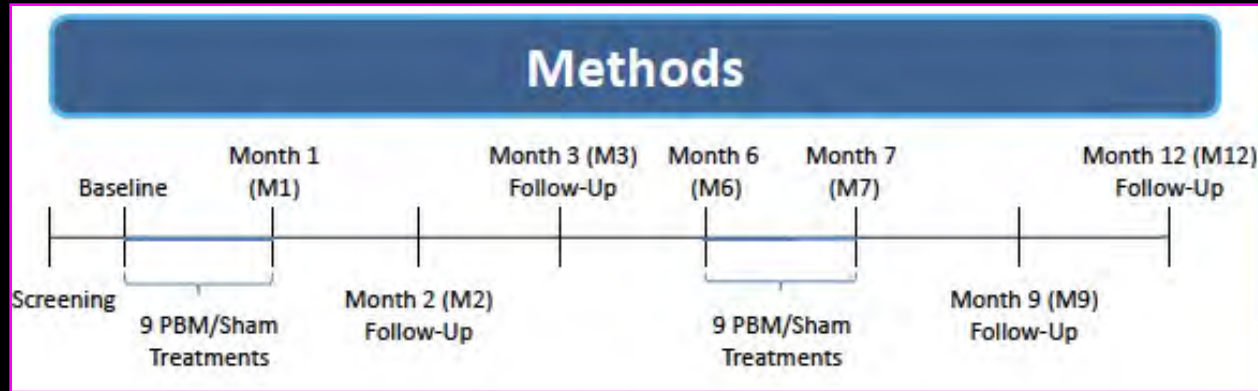 Methods
Month 1
(M1)
Month 3 (M3)
Follow-Up
Month 6
(M6)
Month 7
(M7)
Month 12 (M12)
Follow-Up
Baseline
Screening
9 PBM/Sham
Treatments
Month 2 (M2)
Follow-Up
9 PBM/Sham
Treatments
Month 9 (M9)
Follow-Up